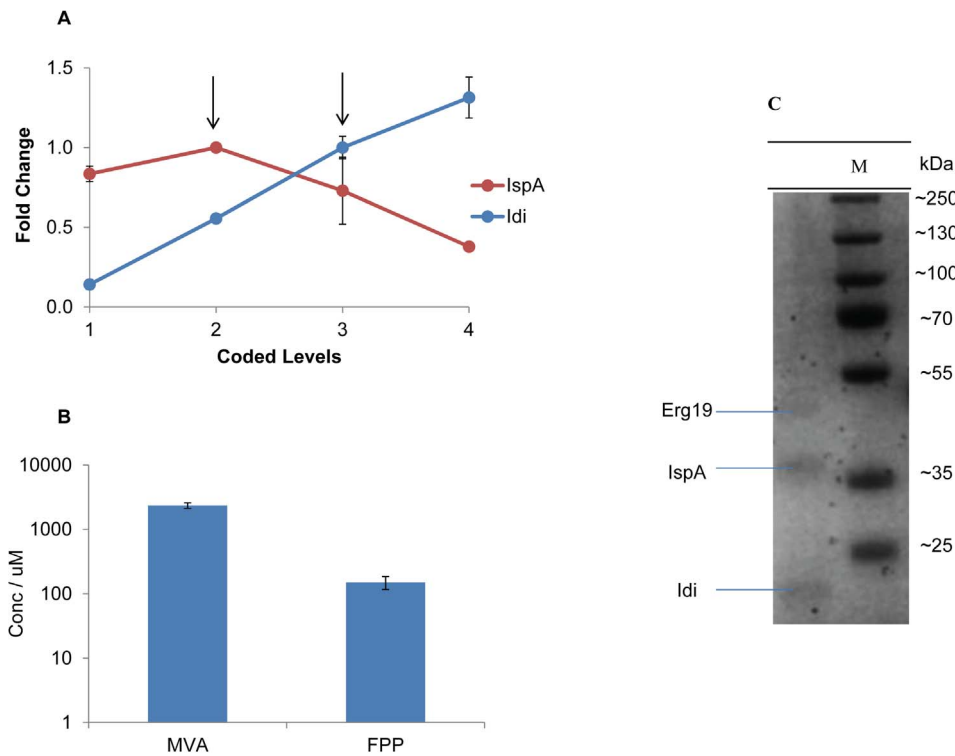 A
Fold Change
1.5
1.0
0.5
0.0
1 2 3 4
Coded Levels
IspA
Idi
B
Conc / uM
10000
1000
100
10
1
MVA FPP
C
M kDa
~250
~130
~100
~70
~55
~35
~25
Erg19
IspA
Idi